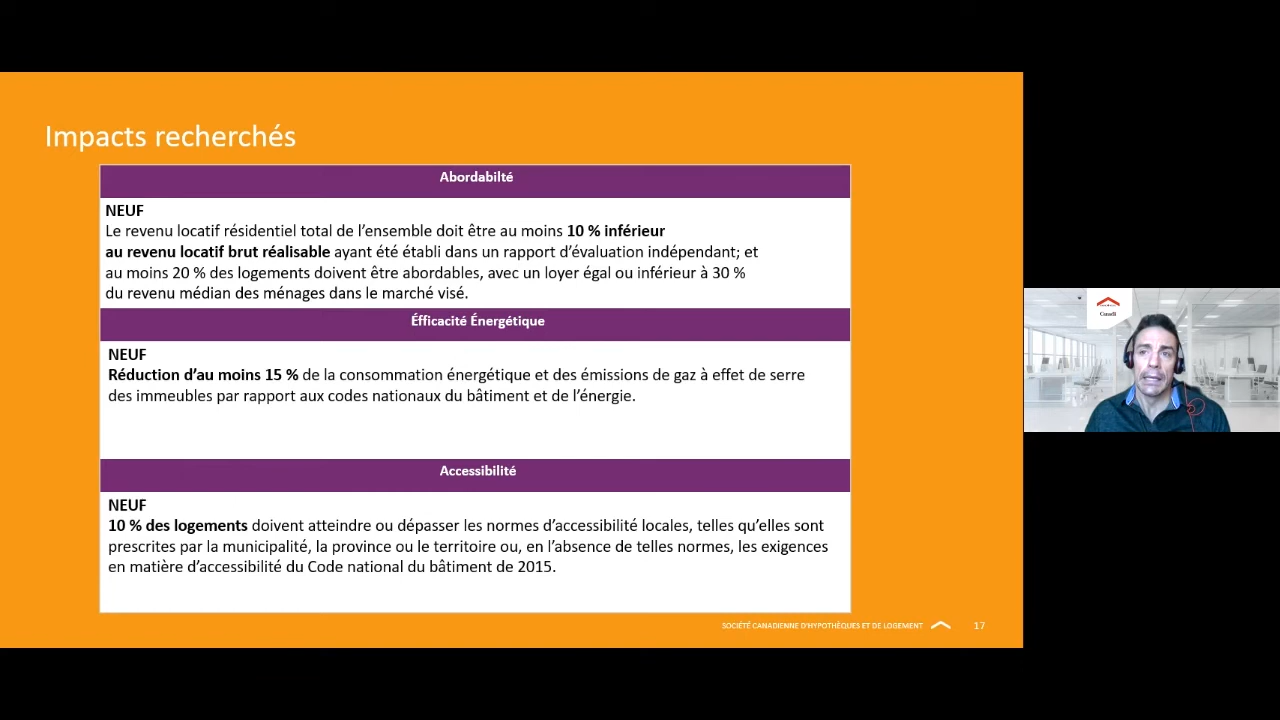 Impacts recherchés
Abordabilté
NEUF
Le revenu locatif résidentiel total de l’ensemble doit être au moins 10 % inférieur
au revenu locatif brut réalisable ayant été établi dans un rapport d’évaluation indépendant; et
au moins 20 % des logements doivent être abordables, avec un loyer égal ou inférieur à 30 %
du revenu médian des ménages dans le marché visé.
Éfficacité Énergétique
NEUF
Réduction d’au moins 15 % de la consommation énergétique et des émissions de gaz à effet de serre
des immeubles par rapport aux codes nationaux du bâtiment et de l’énergie.
Accessibilité
NEUF
10 % des logements doivent atteindre ou dépasser les normes d’accessibilité locales, telles qu’elles sont
prescrites par la municipalité, la province ou le territoire ou, en l’absence de telles normes, les exigences
en matière d’accessibilité du Code national du bâtiment de 2015.
SOCIÉTÉ CANADIENNE D'HYPOTHÈQUES ET DE LOGEMENT
17